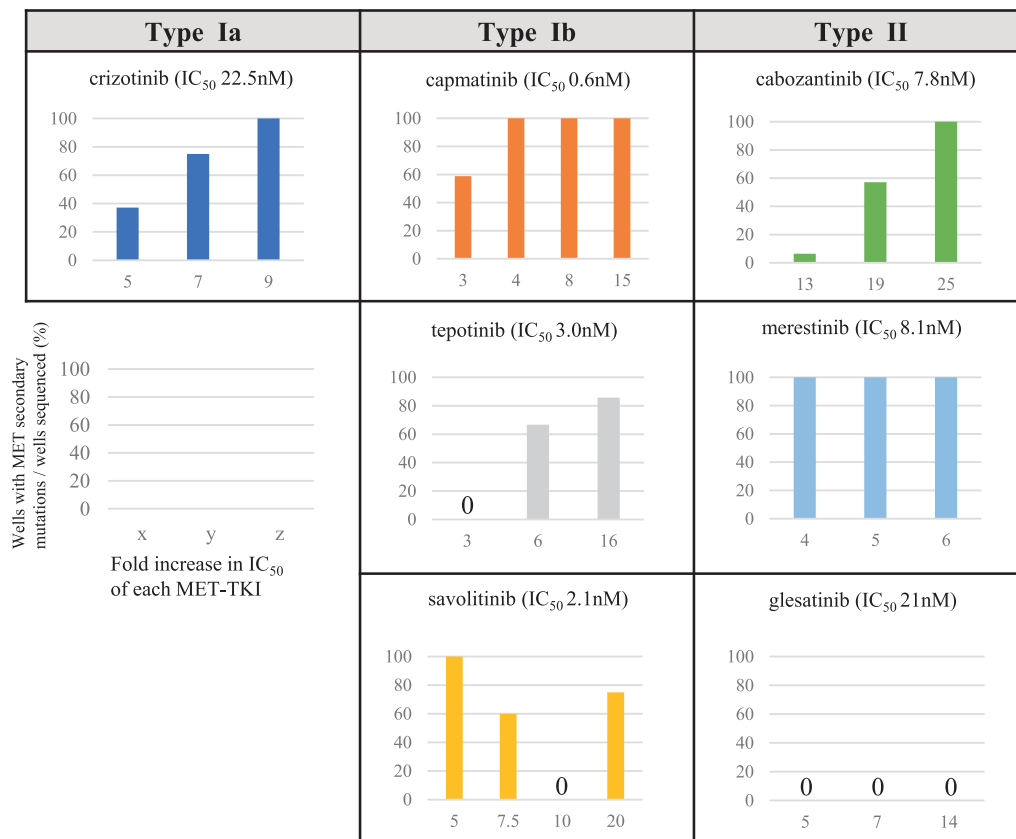 Type Ia
Type Ib
Type II
crizotinib (IC50 22.5nM)
100
80
60
40
20
0
5 7 9
capmatinib (IC50 0.6nM)
100
80
60
40
20
0
3 4 8 15
cabozantinib (IC50 7.8nM)
100
80
60
40
20
0
13 19 25
Wells with MET secondary
mutations / wells sequenced (%)
100
80
60
40
20
0
x y z
Fold increase in IC50
of each MET-TKI
tepotinib (IC50 3.0nM)
100
80
60
40
20
0
0
3 6 16
merestinib (IC50 8.1nM)
100
80
60
40
20
0
4 5 6
savolitinib (IC50 2.1nM)
100
80
60
40
20
0
0
5 7.5 10 20
glesatinib (IC50 21nM)
100
80
60
40
20
0 0 0
0
5 7 14